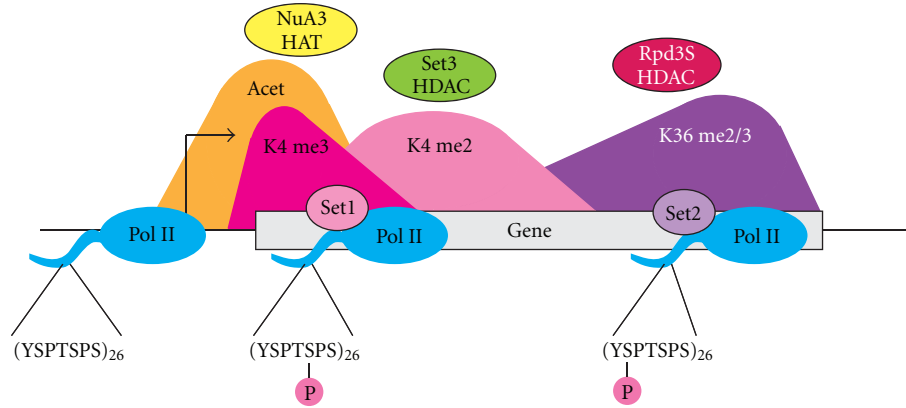 NuA3
HAT
Set3
HDAC
Rpd3S
HDAC
Acet
K4 me3
K4 me2
K36 me2/3
Set1
Set2
Pol II
Pol II
Gene
Pol II
(YSPTSPS)26
(YSPTSPS)26
(YSPTSPS)26
P
P